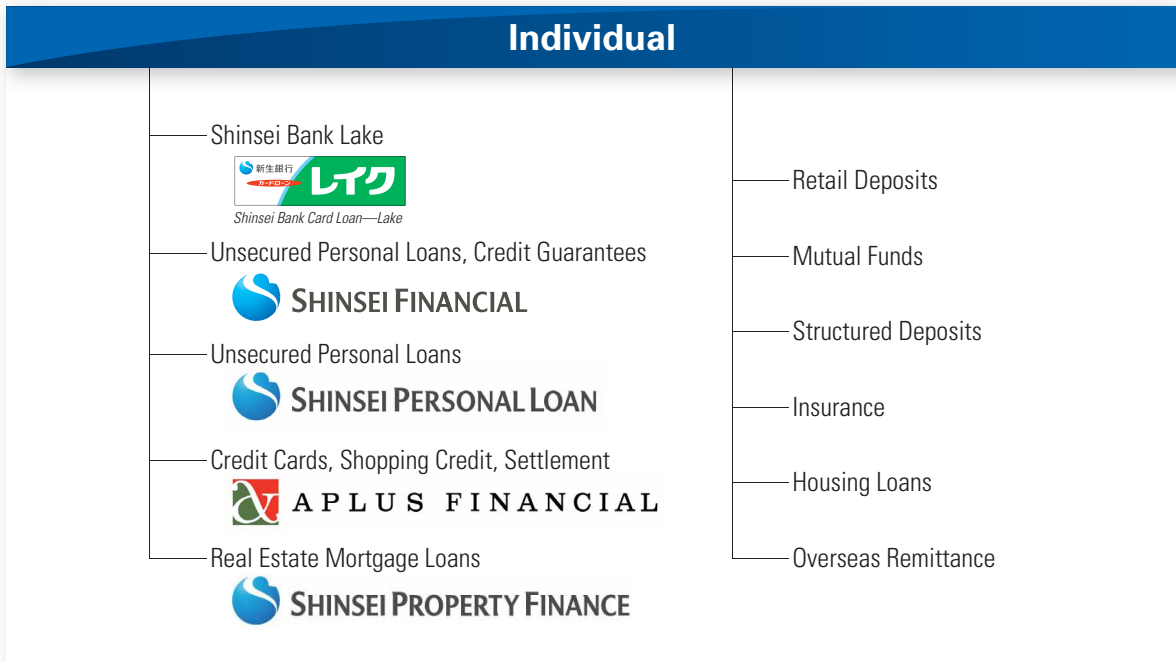 Individual
Shinsei Bank Lake
新生銀行
カードローン
レイク
Shinsei Bank Card Loan—Lake
Unsecured Personal Loans, Credit Guarantees
SHINSEI FINANCIAL
Unsecured Personal Loans
SHINSEI PERSONAL LOAN
Credit Cards, Shopping Credit, Settlement
APLUS FINANCIAL
Real Estate Mortgage Loans
SHINSEI PROPERTY FINANCE
Retail Deposits
Mutual Funds
Structured Deposits
Insurance
Housing Loans
Overseas Remittance